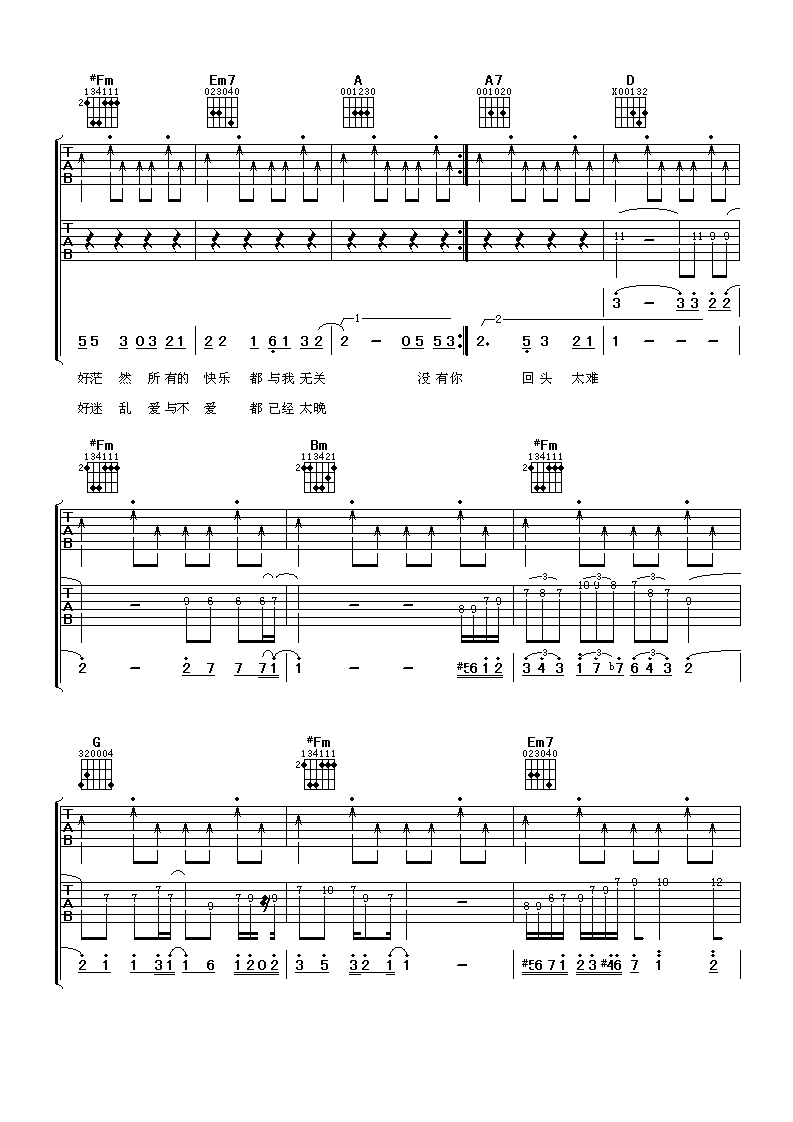 #Fm Em7 A A7 D
134111 023040 001230 001020 X00132
2
T A B
T A B
11 - 11 9 9
3 - 3 3 2 2
1 2
5 5 3 0 3 2 1 2 2 1 6 1 3 2 2 - 0 5 5 3 2. 5 3 2 1 1 - - -
好茫 然 所有的 快乐 都 与我 无关 没有你 回头 太难
好迷 乱 爱与不 爱 都 已经 太晚
#Fm Bm #Fm
134111 113421 134111
2 2 2
T A B
3 3 3
T A B
- 9 6 6 6 7 - - 8 9 7 9 7 8 7 10 9 8 7 8 7 9
3 3 3
2 - 2 7 7 7 1 1 - - #5 6 1 2 3 4 3 1 7 b7 6 4 3 2
G #Fm Em7
320004 134111 023040
2
T A B
T A B
7 7 7 7 9 7 9 9 7 10 7 9 7 - 8 9 6 7 9 7 9 7 9 10 12
2 1 1 3 1 1 6 1 2 0 2 3 5 3 2 1 1 - #5 6 7 1 2 3 #4 6 7 1 2